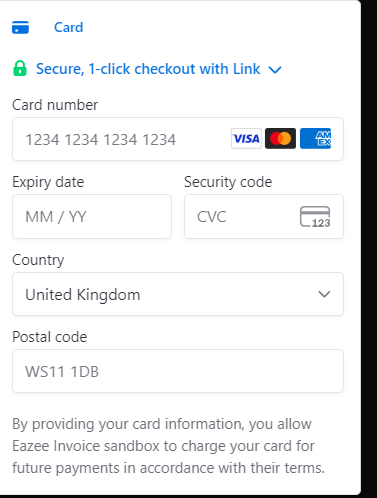 Card
Secure, 1-click checkout with Link
Card number
1234 1234 1234 1234 VISA AMEX
Expiry date Security code
MM / YY CVC 123
Country
United Kingdom
Postal code
WS11 1DB
By providing your card information, you allow
Eazee Invoice sandbox to charge your card for
future payments in accordance with their terms.